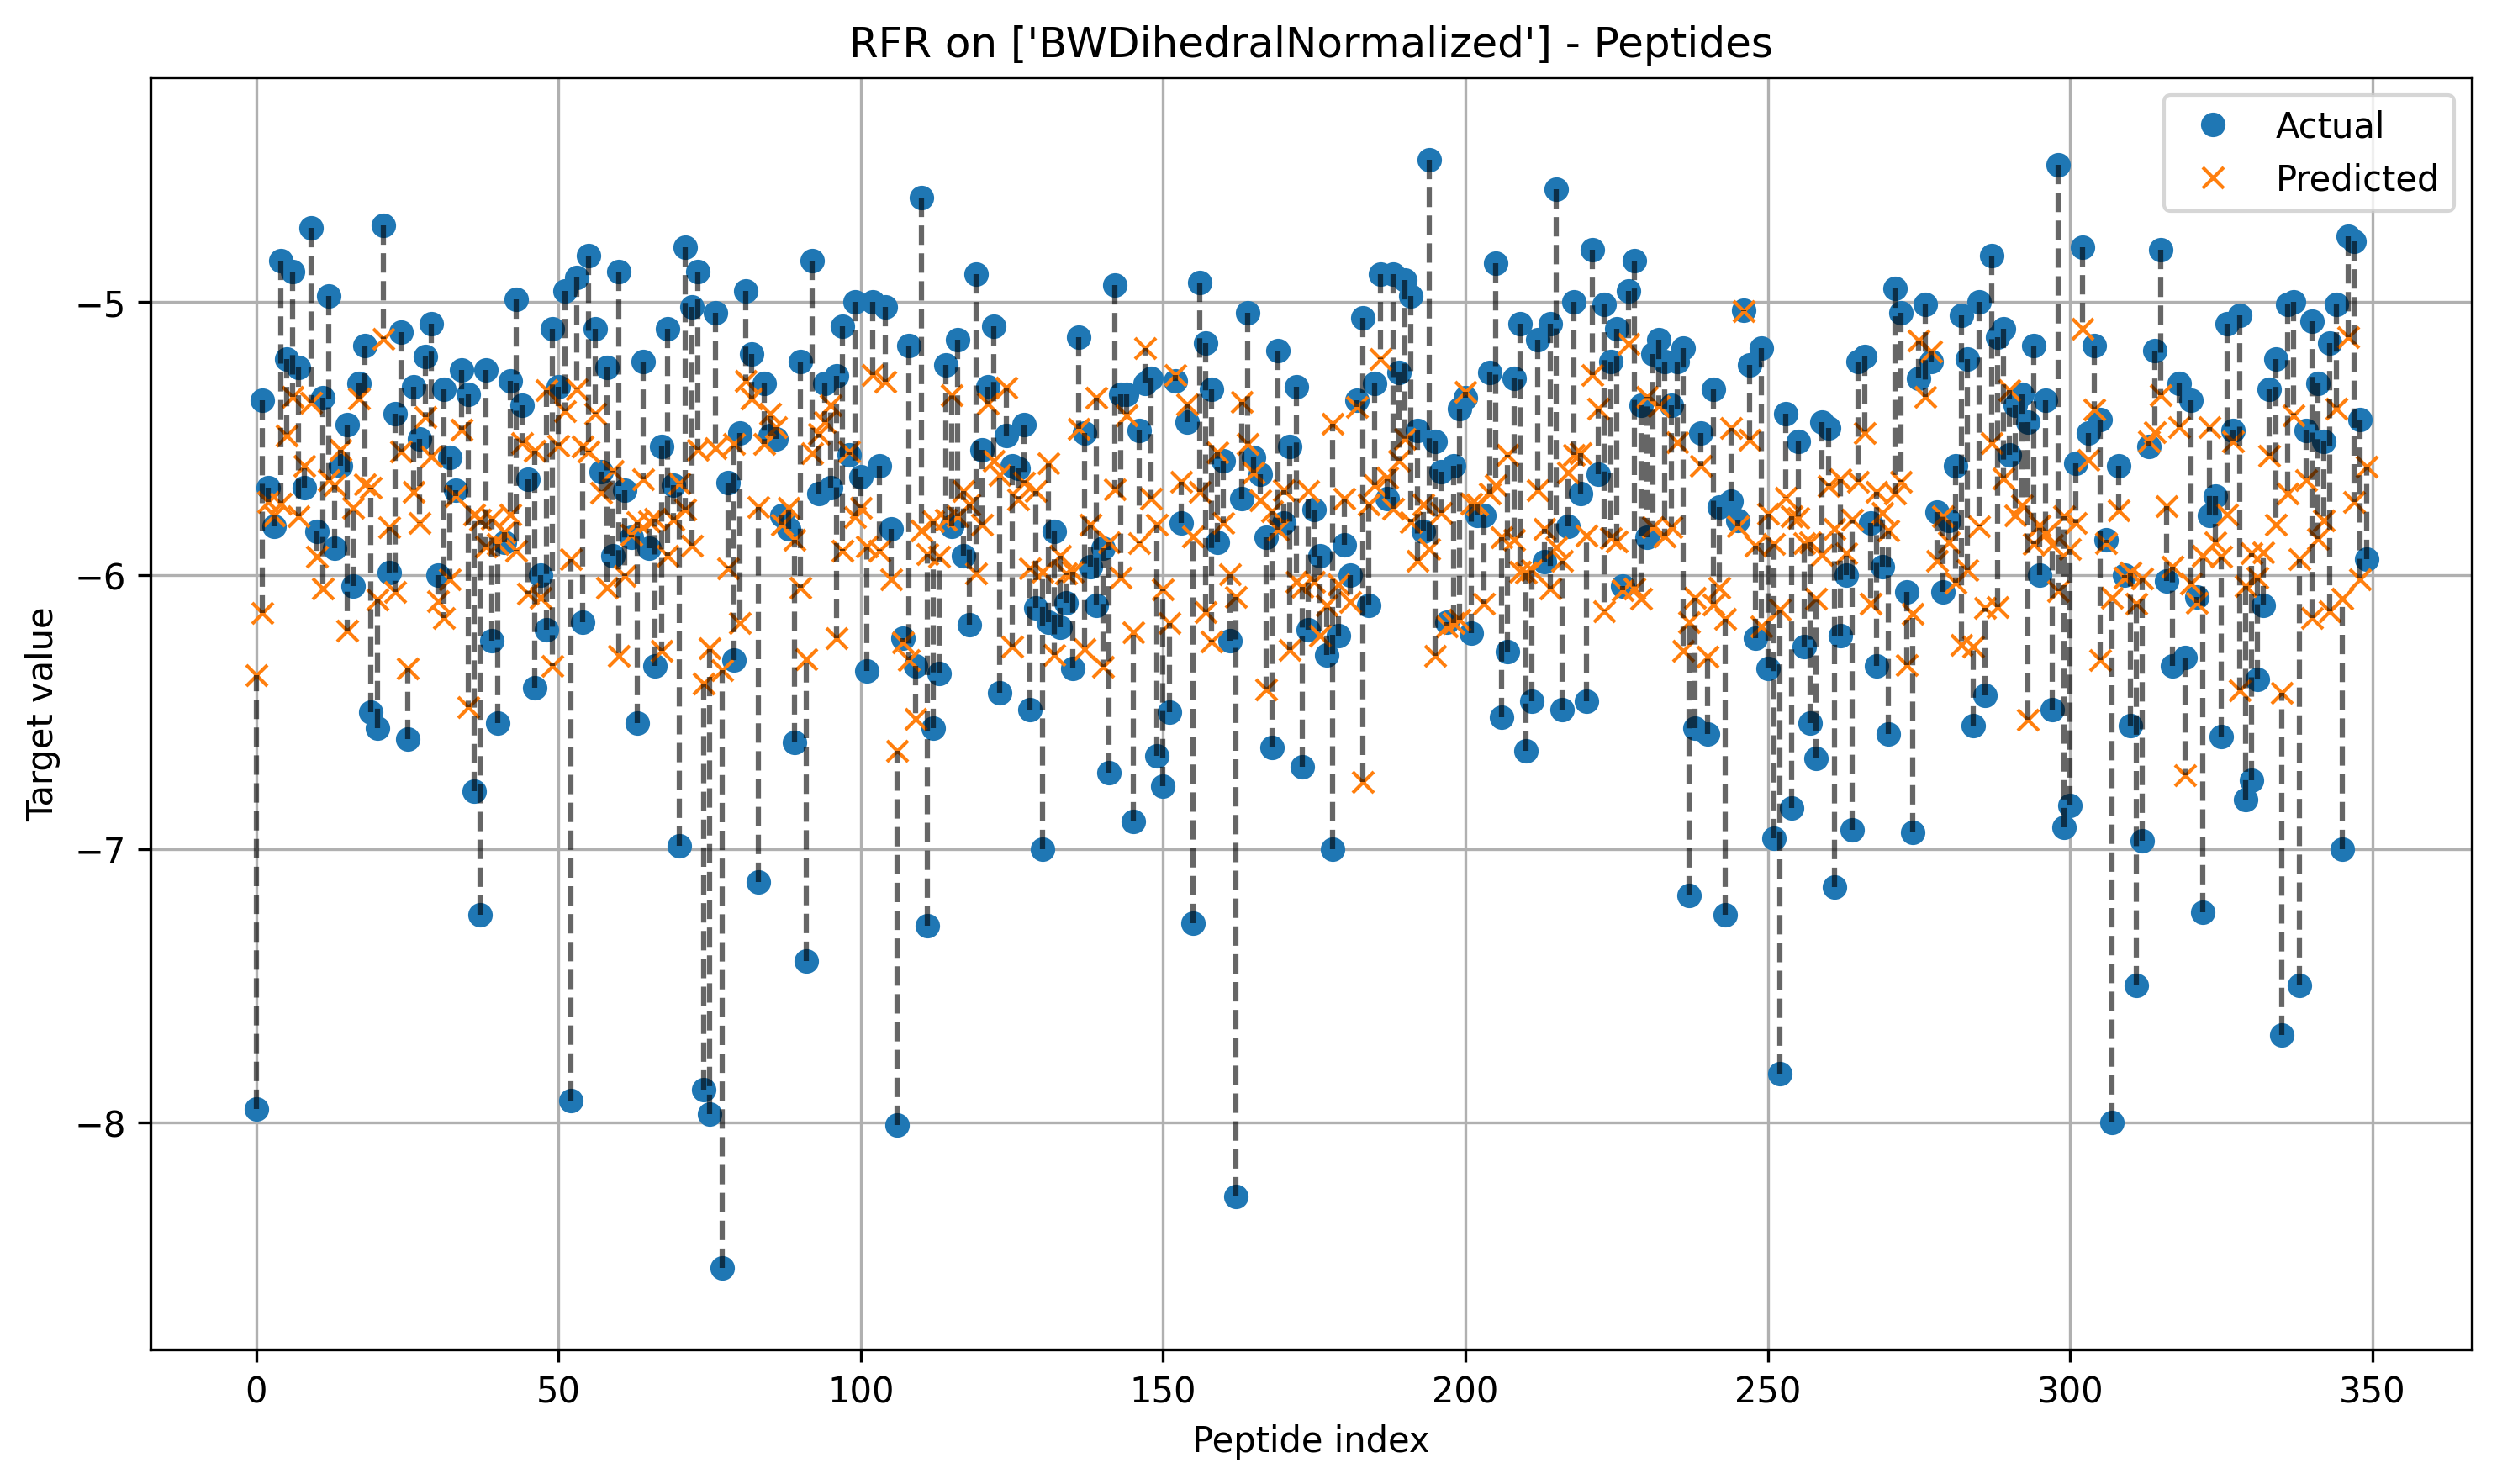 RFR on ['BWDihedralNormalized'] - Peptides
Actual
Predicted
Target value
−5
−6
−7
−8
0
50
100
150
200
250
300
350
Peptide index